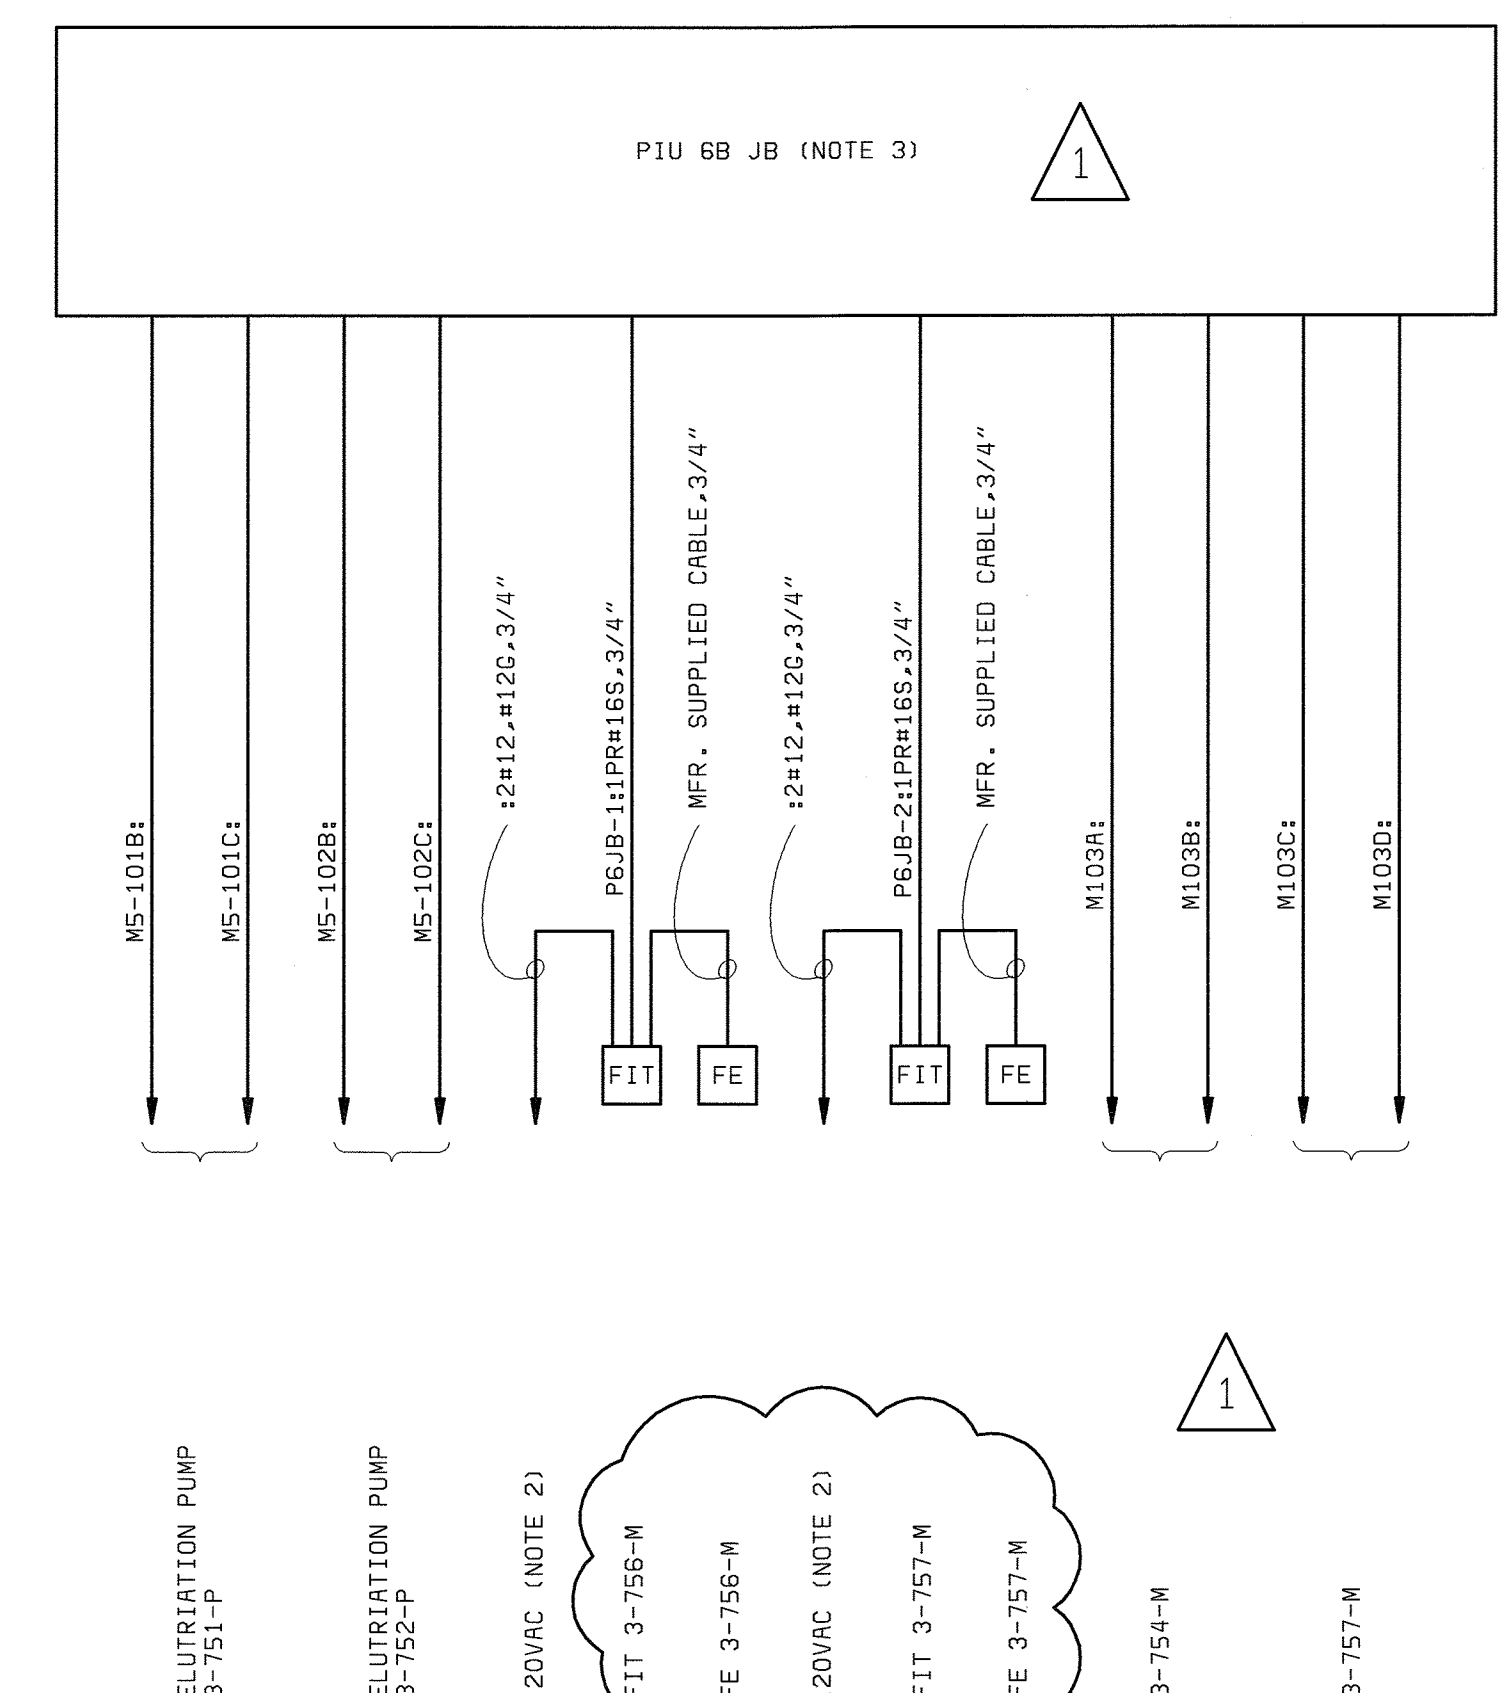 PIU 6B JB (NOTE 3)
1
M5-101B:
M5-101C:
M5-102B:
M5-102C:
:2#12,#12G,3/4"
P6JB-1:1PR#16S,3/4"
MFR. SUPPLIED CABLE,3/4"
:2#12,#12G,3/4"
P6JB-2:1PR#16S,3/4"
MFR. SUPPLIED CABLE,3/4"
M103A:
M103B:
M103C:
M103D:
FIT
FE
FIT
FE
1
ELUTRIATION PUMP
3-751-P
ELUTRIATION PUMP
3-752-P
20VAC (NOTE 2)
FIT 3-756-M
FE 3-756-M
20VAC (NOTE 2)
FIT 3-757-M
FE 3-757-M
3-754-M
3-757-M